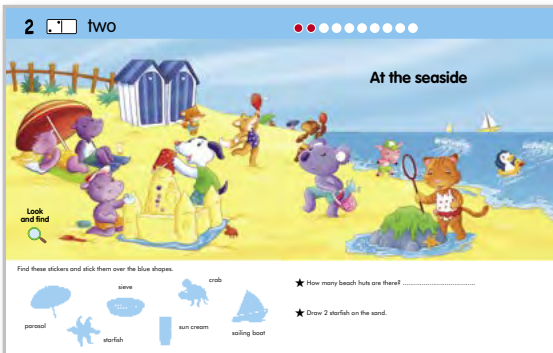 2 two
At the seaside
Look
and find
Find these stickers and stick them over the blue shapes.
parasol
sieve
starfish
crab
sun cream
sailing boat
★ How many beach huts are there? ....................................
★ Draw 2 starfish on the sand.